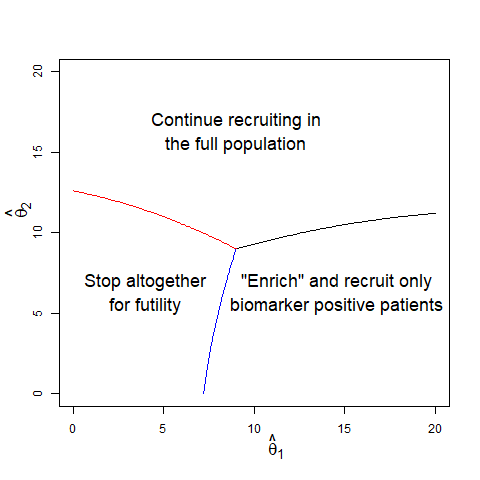 20
15
10
5
0
θ̂2
Continue recruiting in
the full population
Stop altogether
for futility
"Enrich" and recruit only
biomarker positive patients
0 5 10 15 20
θ̂1